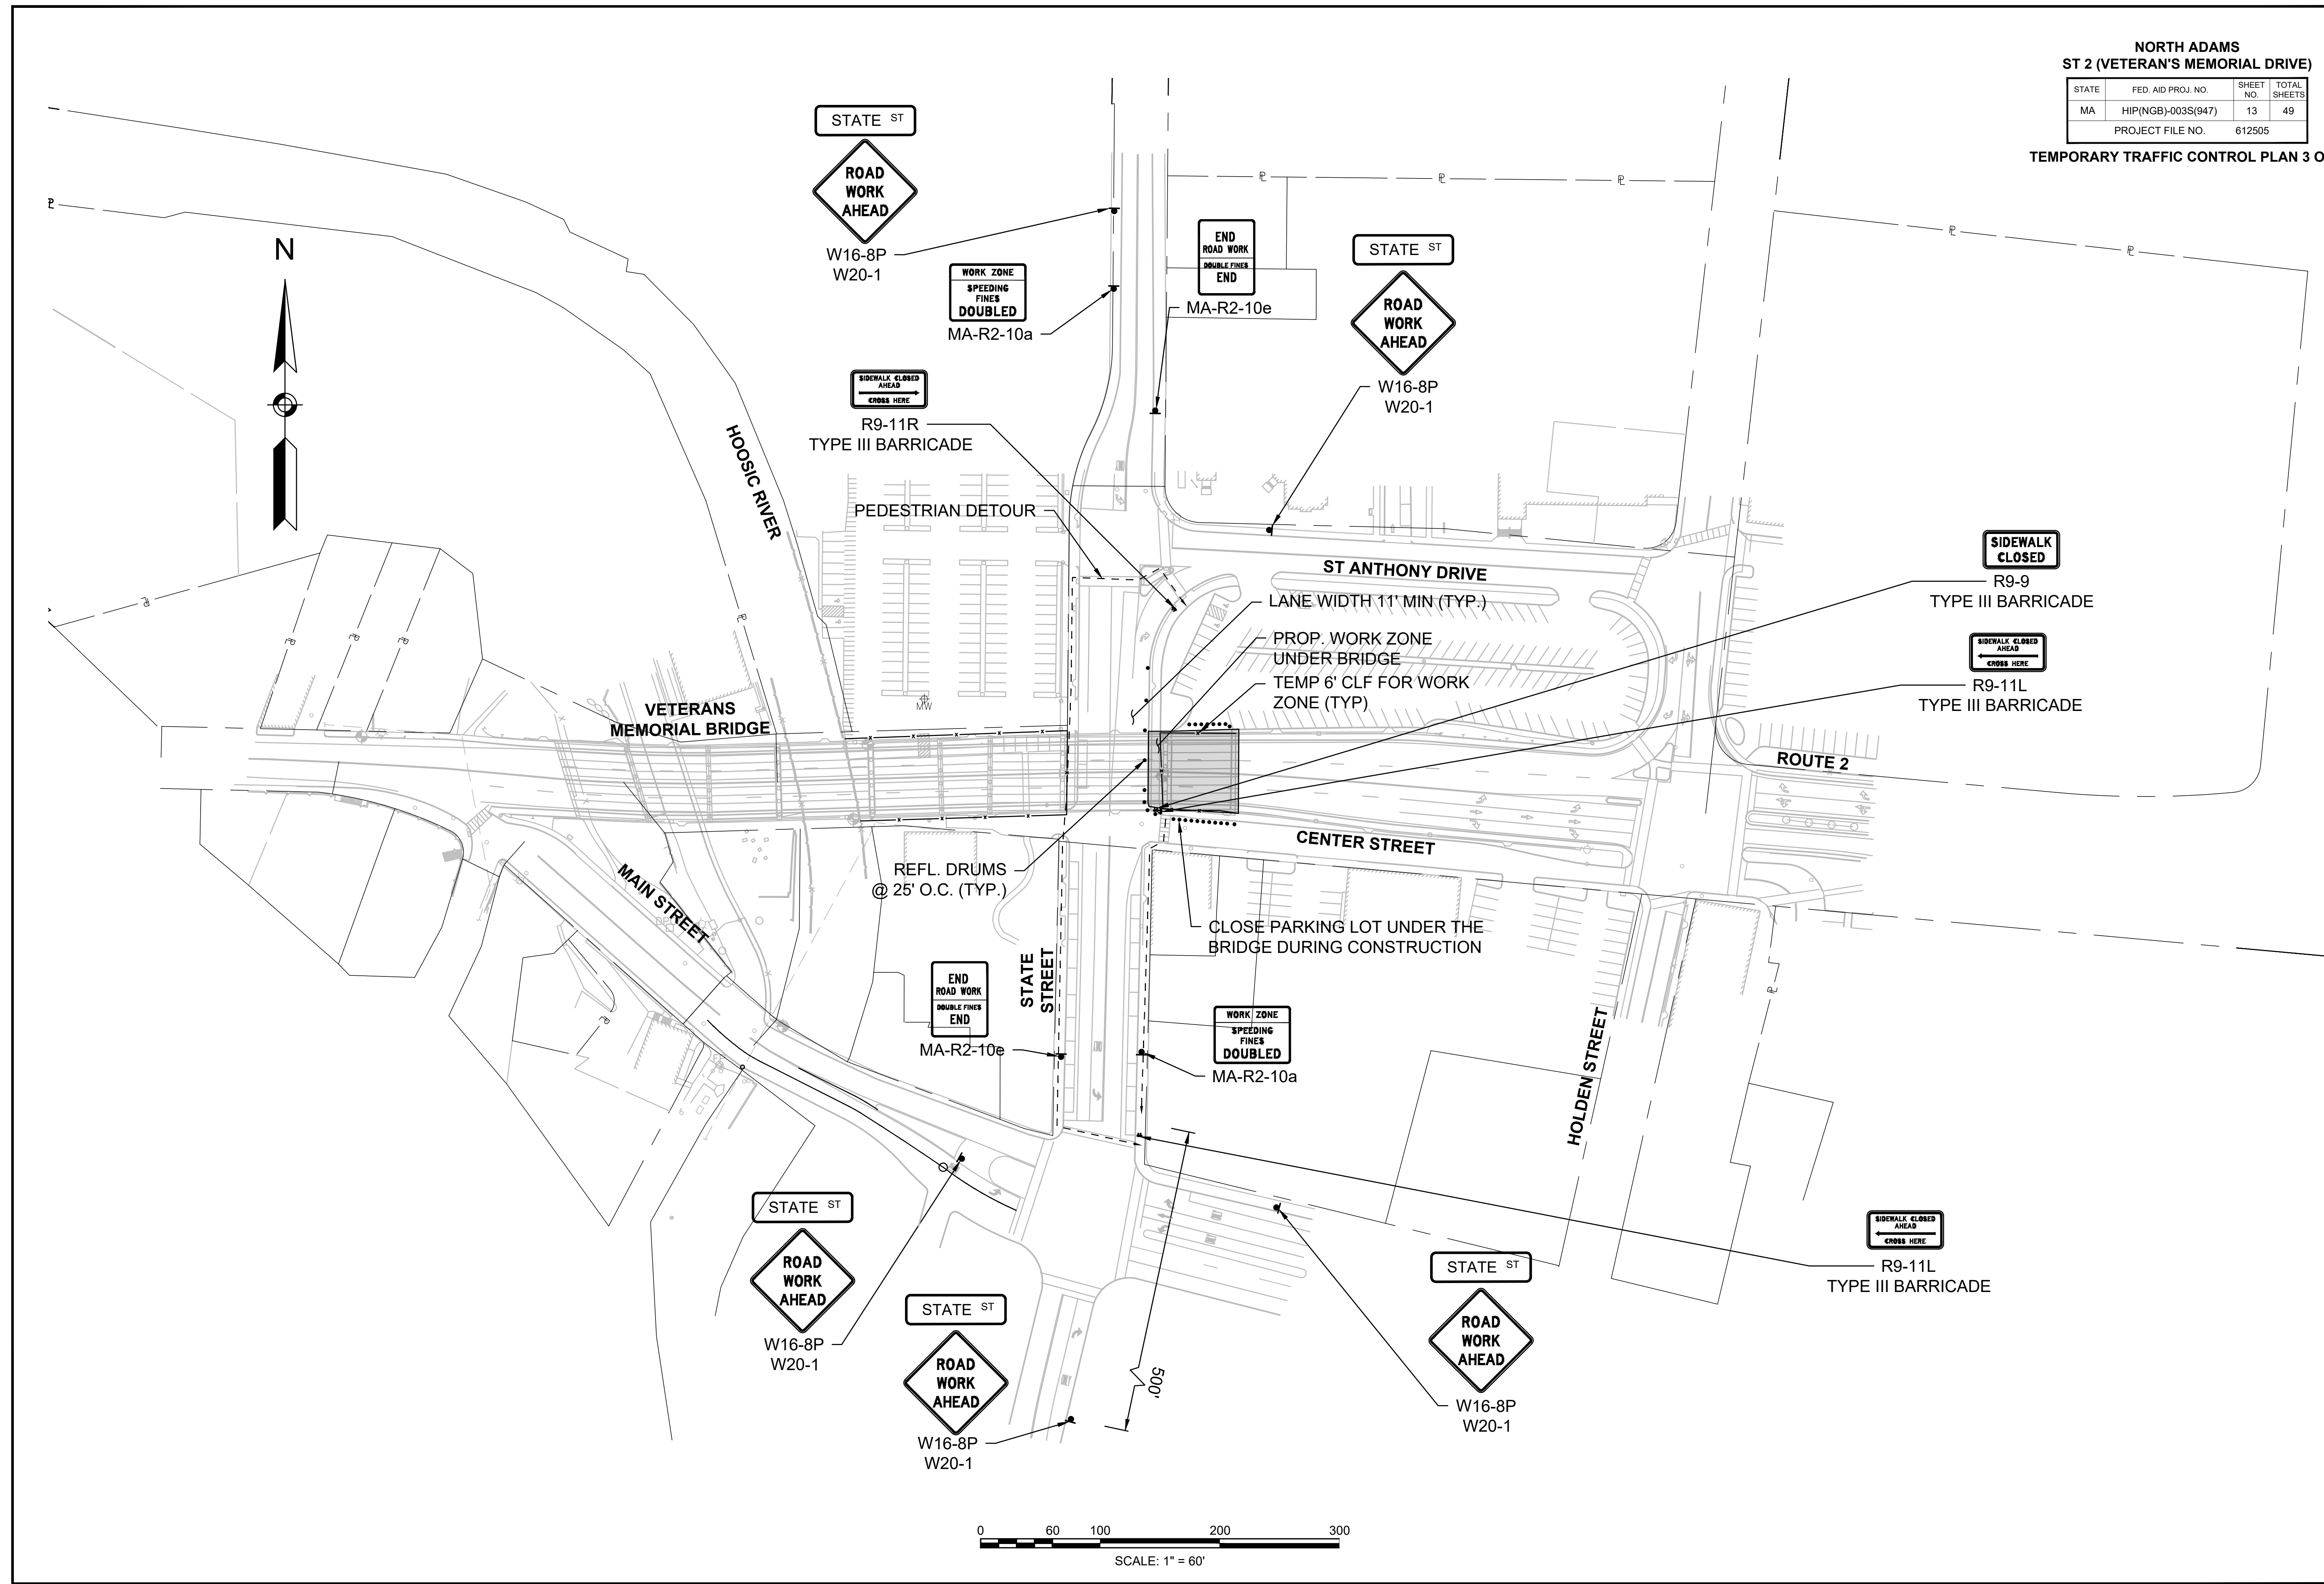 NORTH ADAMS
ST 2 (VETERAN'S MEMORIAL DRIVE)
STATE FED. AID PROJ. NO. SHEET NO. TOTAL SHEETS
MA HIP(NGB)-003S(947) 13 49
PROJECT FILE NO. 612505
TEMPORARY TRAFFIC CONTROL PLAN 3 O
STATE ST
ROAD
WORK
AHEAD
W16-8P
W20-1
WORK ZONE
SPEEDING
FINES
DOUBLED
MA-R2-10a
END
ROAD WORK
DOUBLE FINES
END
MA-R2-10e
STATE ST
ROAD
WORK
AHEAD
W16-8P
W20-1
N
SIDEWALK CLOSED
AHEAD
CROSS HERE
R9-11R
TYPE III BARRICADE
HOOSIC RIVER
PEDESTRIAN DETOUR
ST ANTHONY DRIVE
LANE WIDTH 11' MIN (TYP.)
PROP. WORK ZONE
UNDER BRIDGE
TEMP 6' CLF FOR WORK
ZONE (TYP)
SIDEWALK
CLOSED
R9-9
TYPE III BARRICADE
SIDEWALK CLOSED
AHEAD
CROSS HERE
R9-11L
TYPE III BARRICADE
MW
VETERANS
MEMORIAL BRIDGE
ROUTE 2
CENTER STREET
MAIN STREET
REFL. DRUMS
@ 25' O.C. (TYP.)
CLOSE PARKING LOT UNDER THE
BRIDGE DURING CONSTRUCTION
STATE
STREET
END
ROAD WORK
DOUBLE FINES
END
MA-R2-10e
WORK ZONE
SPEEDING
FINES
DOUBLED
MA-R2-10a
HOLDEN STREET
STATE ST
ROAD
WORK
AHEAD
W16-8P
W20-1
STATE ST
ROAD
WORK
AHEAD
W16-8P
W20-1
500'
STATE ST
ROAD
WORK
AHEAD
W16-8P
W20-1
SIDEWALK CLOSED
AHEAD
CROSS HERE
R9-11L
TYPE III BARRICADE
0 60 100 200 300
SCALE: 1" = 60'